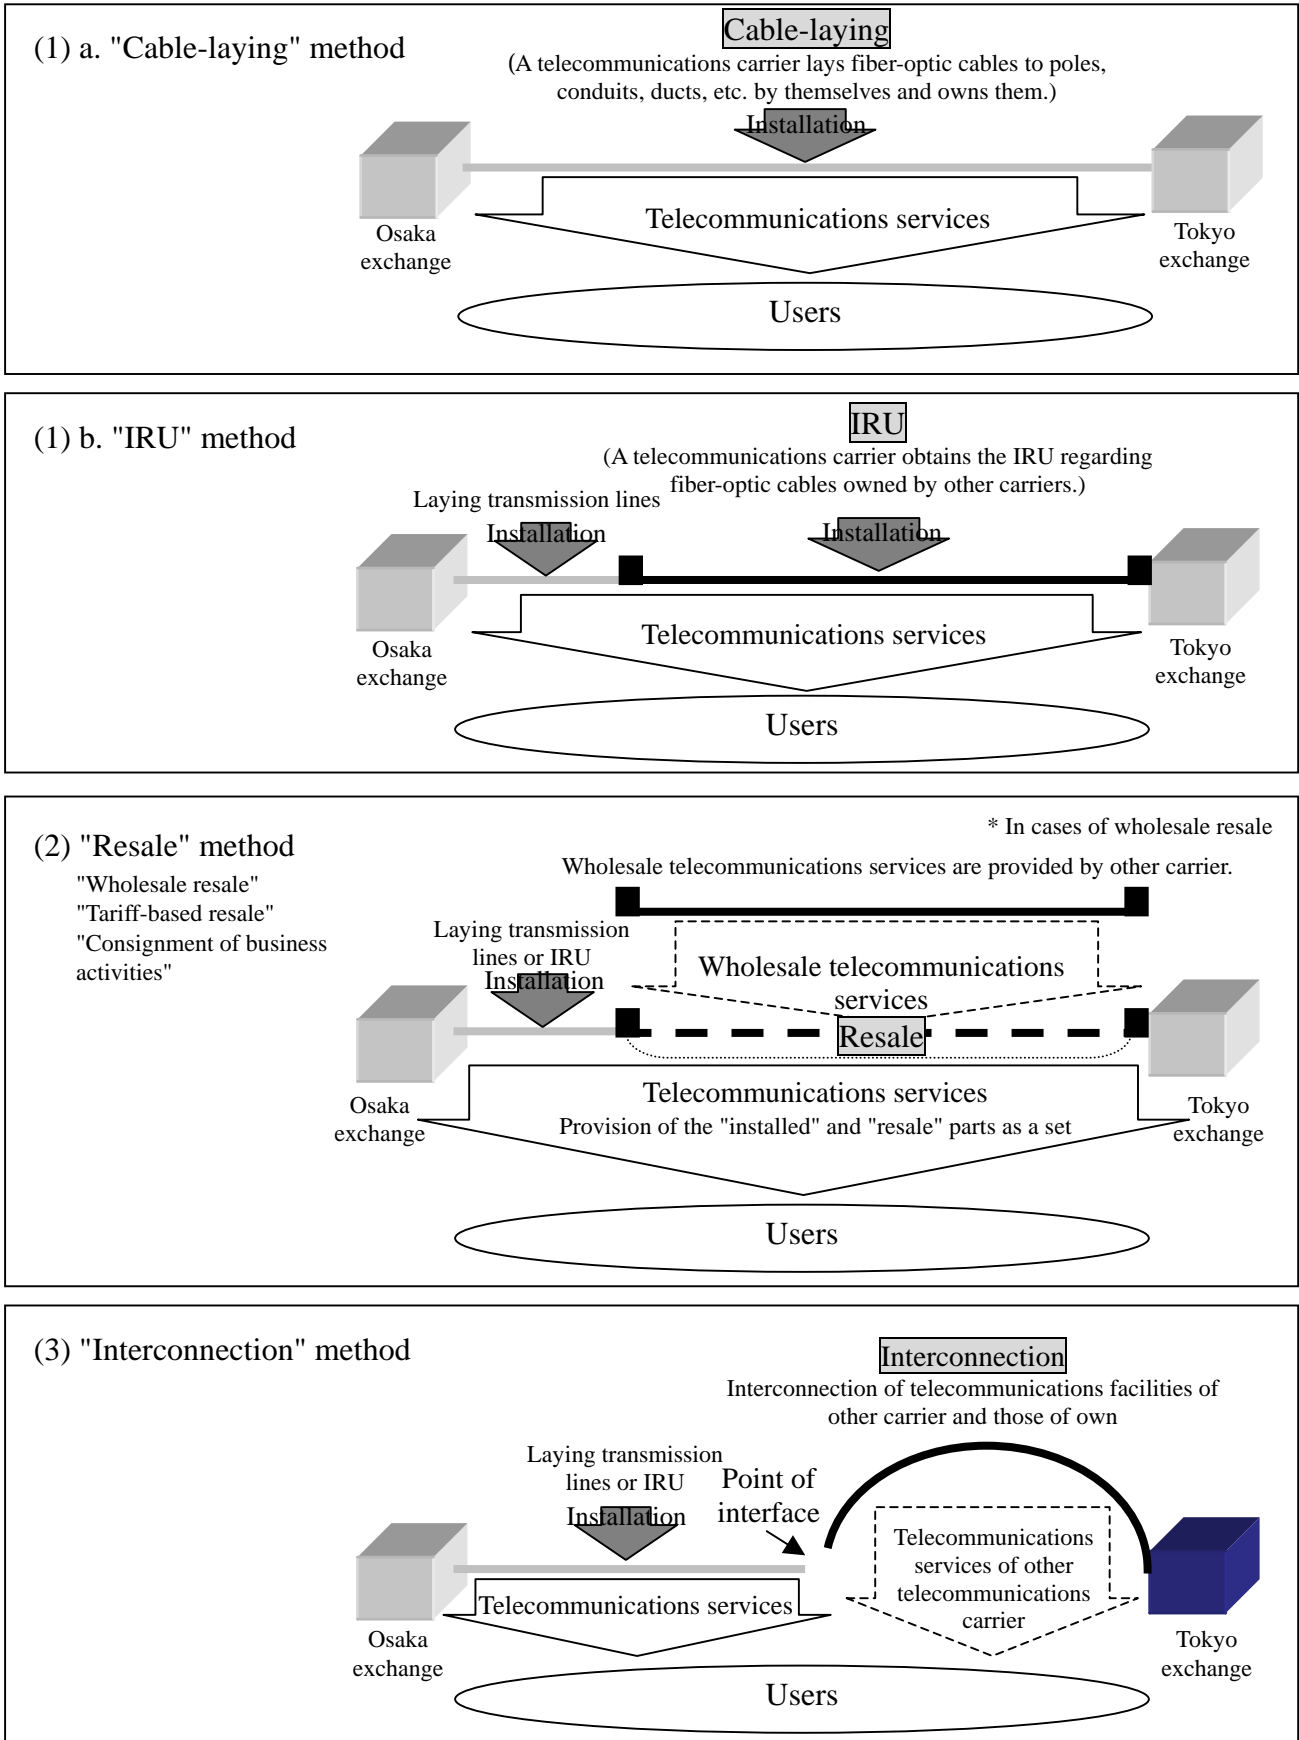 (1) a. "Cable-laying" method
Cable-laying
(A telecommunications carrier lays fiber-optic cables to poles,
conduits, ducts, etc. by themselves and owns them.)
Installation
Telecommunications services
Osaka
exchange
Tokyo
exchange
Users
(1) b. "IRU" method
IRU
(A telecommunications carrier obtains the IRU regarding
fiber-optic cables owned by other carriers.)
Laying transmission lines
Installation
Installation
Telecommunications services
Osaka
exchange
Tokyo
exchange
Users
(2) "Resale" method
"Wholesale resale"
"Tariff-based resale"
"Consignment of business
activities"
* In cases of wholesale resale
Wholesale telecommunications services are provided by other carrier.
Laying transmission
lines or IRU
Installation
Wholesale telecommunications
services
Resale
Telecommunications services
Provision of the "installed" and "resale" parts as a set
Osaka
exchange
Tokyo
exchange
Users
(3) "Interconnection" method
Interconnection
Interconnection of telecommunications facilities of
other carrier and those of own
Laying transmission
lines or IRU
Installation
Point of
interface
Telecommunications services
Telecommunications
services of other
telecommunications
carrier
Osaka
exchange
Tokyo
exchange
Users